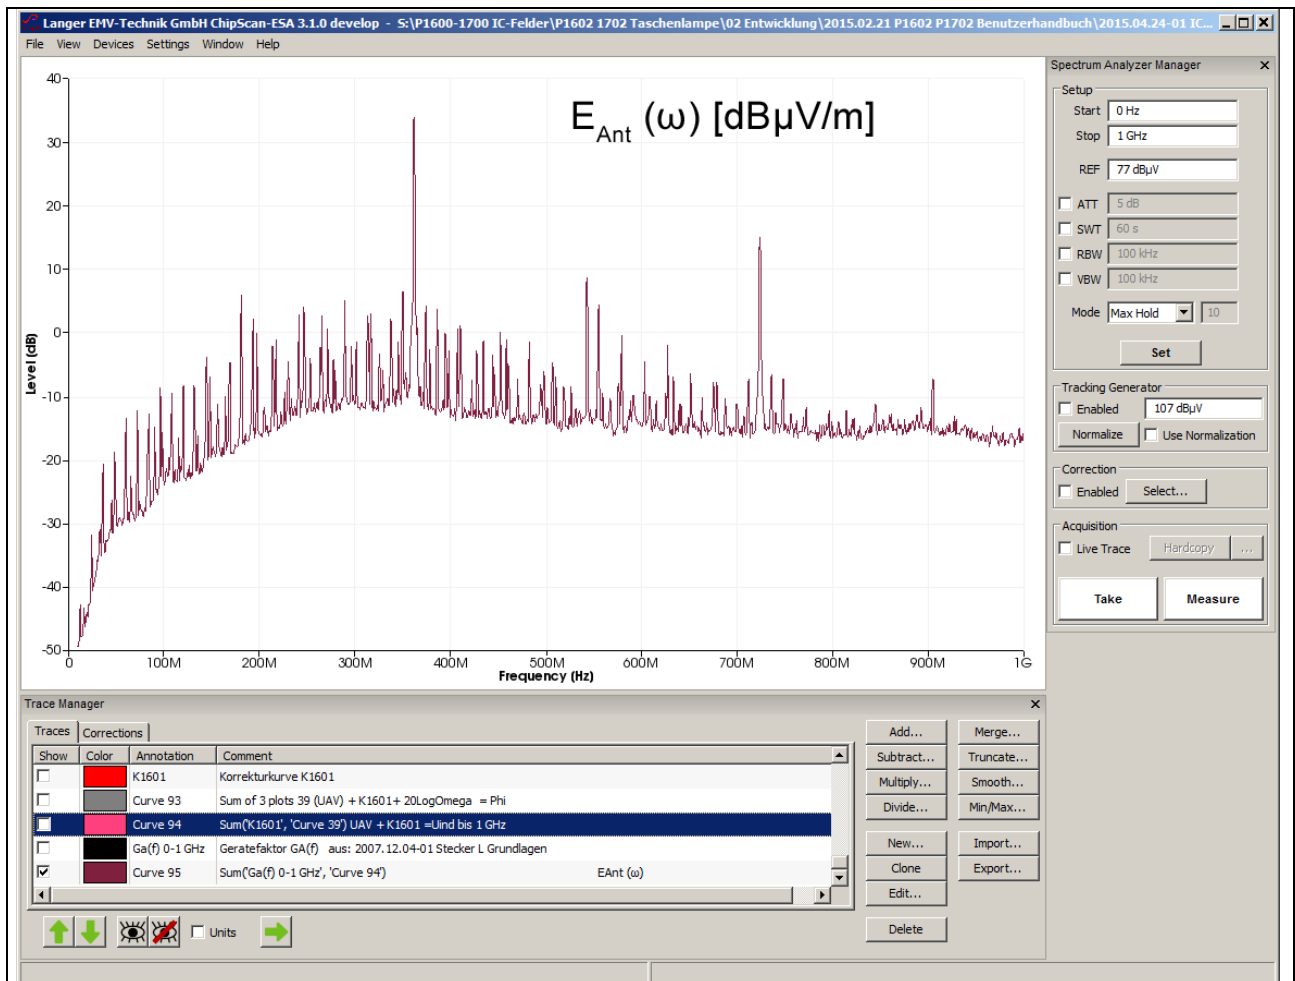 Langer EMV-Technik GmbH ChipScan-ESA 3.1.0 develop - S:\P1600-1700 IC-Felder\P1602 1702 Taschenlampe\02 Entwicklung\2015.02.21 P1602 P1702 Benutzerhandbuch\2015.04.24-01 IC...
File View Devices Settings Window Help
E_Ant (ω) [dBµV/m]
40
30
20
10
0
-10
-20
-30
-40
-50
Level (dB)
0 100M 200M 300M 400M 500M 600M 700M 800M 900M 1G
Frequency (Hz)
Spectrum Analyzer Manager
Setup
Start 0 Hz
Stop 1 GHz
REF 77 dBµV
ATT 5 dB
SWT 60 s
RBW 100 kHz
VBW 100 kHz
Mode Max Hold 10
Set
Tracking Generator
Enabled 107 dBµV
Normalize Use Normalization
Correction
Enabled Select...
Acquisition
Live Trace Hardcopy ...
Take Measure
Trace Manager
Traces Corrections
Show Color Annotation Comment
K1601 Korrekturkurve K1601
Curve 93 Sum of 3 plots 39 (UAV) + K1601+ 20LogOmega = Phi
Curve 94 Sum('K1601', 'Curve 39') UAV + K1601 =Uind bis 1 GHz
Ga(f) 0-1 GHz Geratefaktor GA(f) aus: 2007.12.04-01 Stecker L Grundlagen
Curve 95 Sum('Ga(f) 0-1 GHz', 'Curve 94') EAnt (ω)
Units
Add... Merge...
Subtract... Truncate...
Multiply... Smooth...
Divide... Min/Max...
New... Import...
Clone Export...
Edit...
Delete